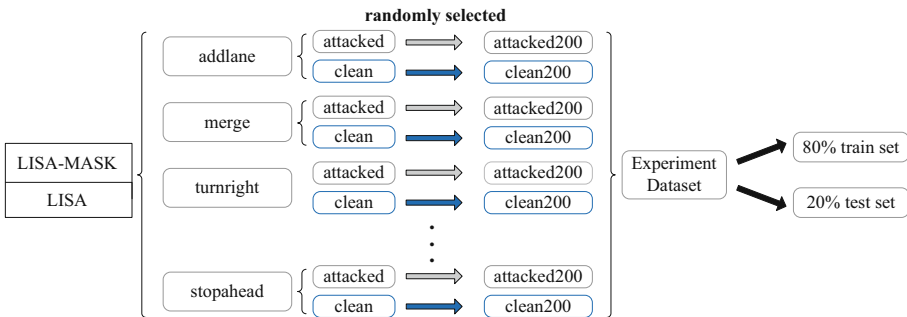 randomly selected
LISA-MASK
LISA
addlane
attacked
attacked200
clean
clean200
merge
attacked
attacked200
clean
clean200
turnright
attacked
attacked200
clean
clean200
stopahead
attacked
attacked200
clean
clean200
Experiment
Dataset
80% train set
20% test set